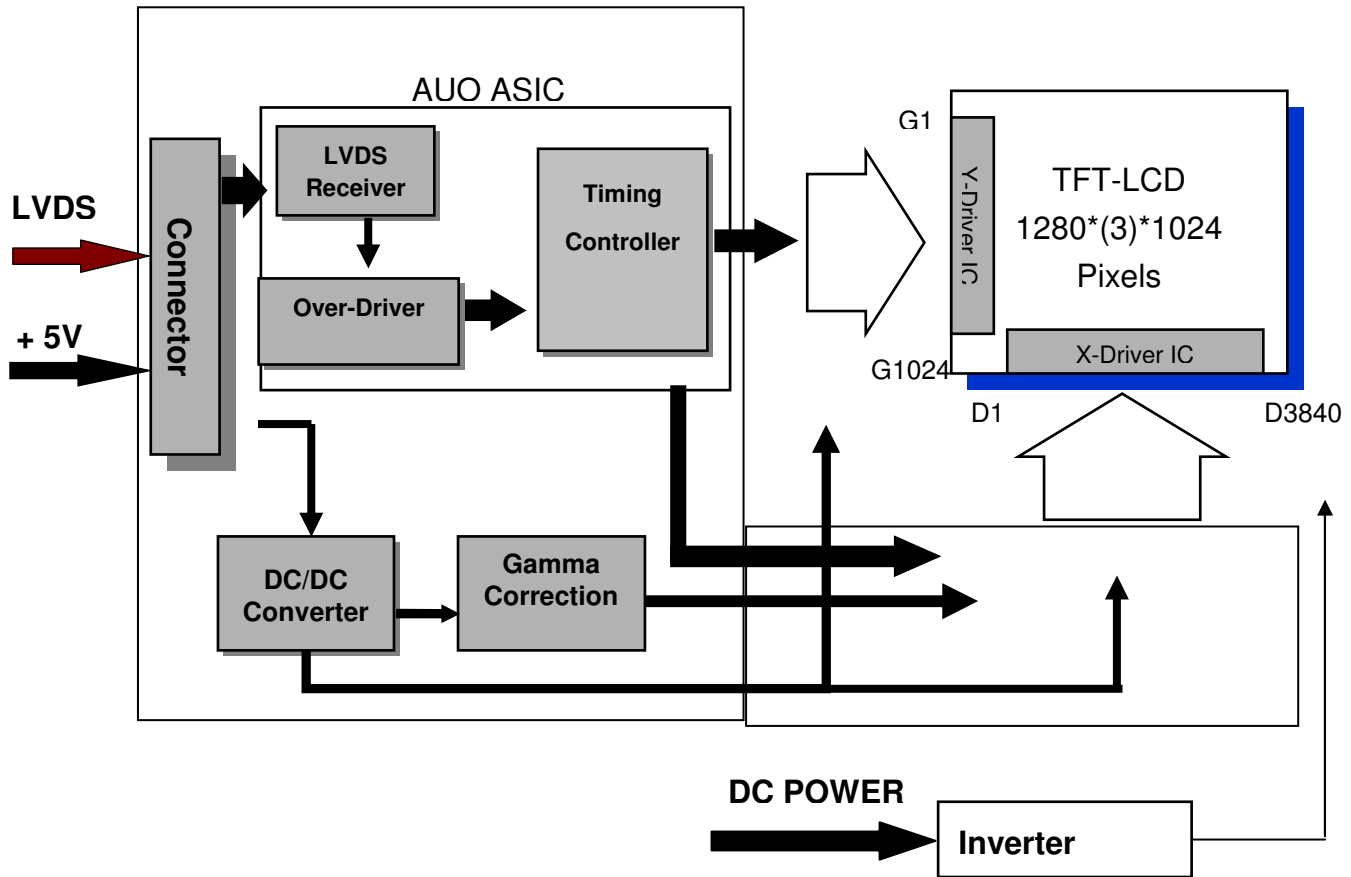 AUO ASIC
LVDS
Receiver
Timing
Controller
Over-Driver
LVDS
+ 5V
Connector
G1
Y-Driver IC
TFT-LCD
1280*(3)*1024
Pixels
X-Driver IC
G1024
D1
D3840
DC/DC
Converter
Gamma
Correction
DC POWER
Inverter